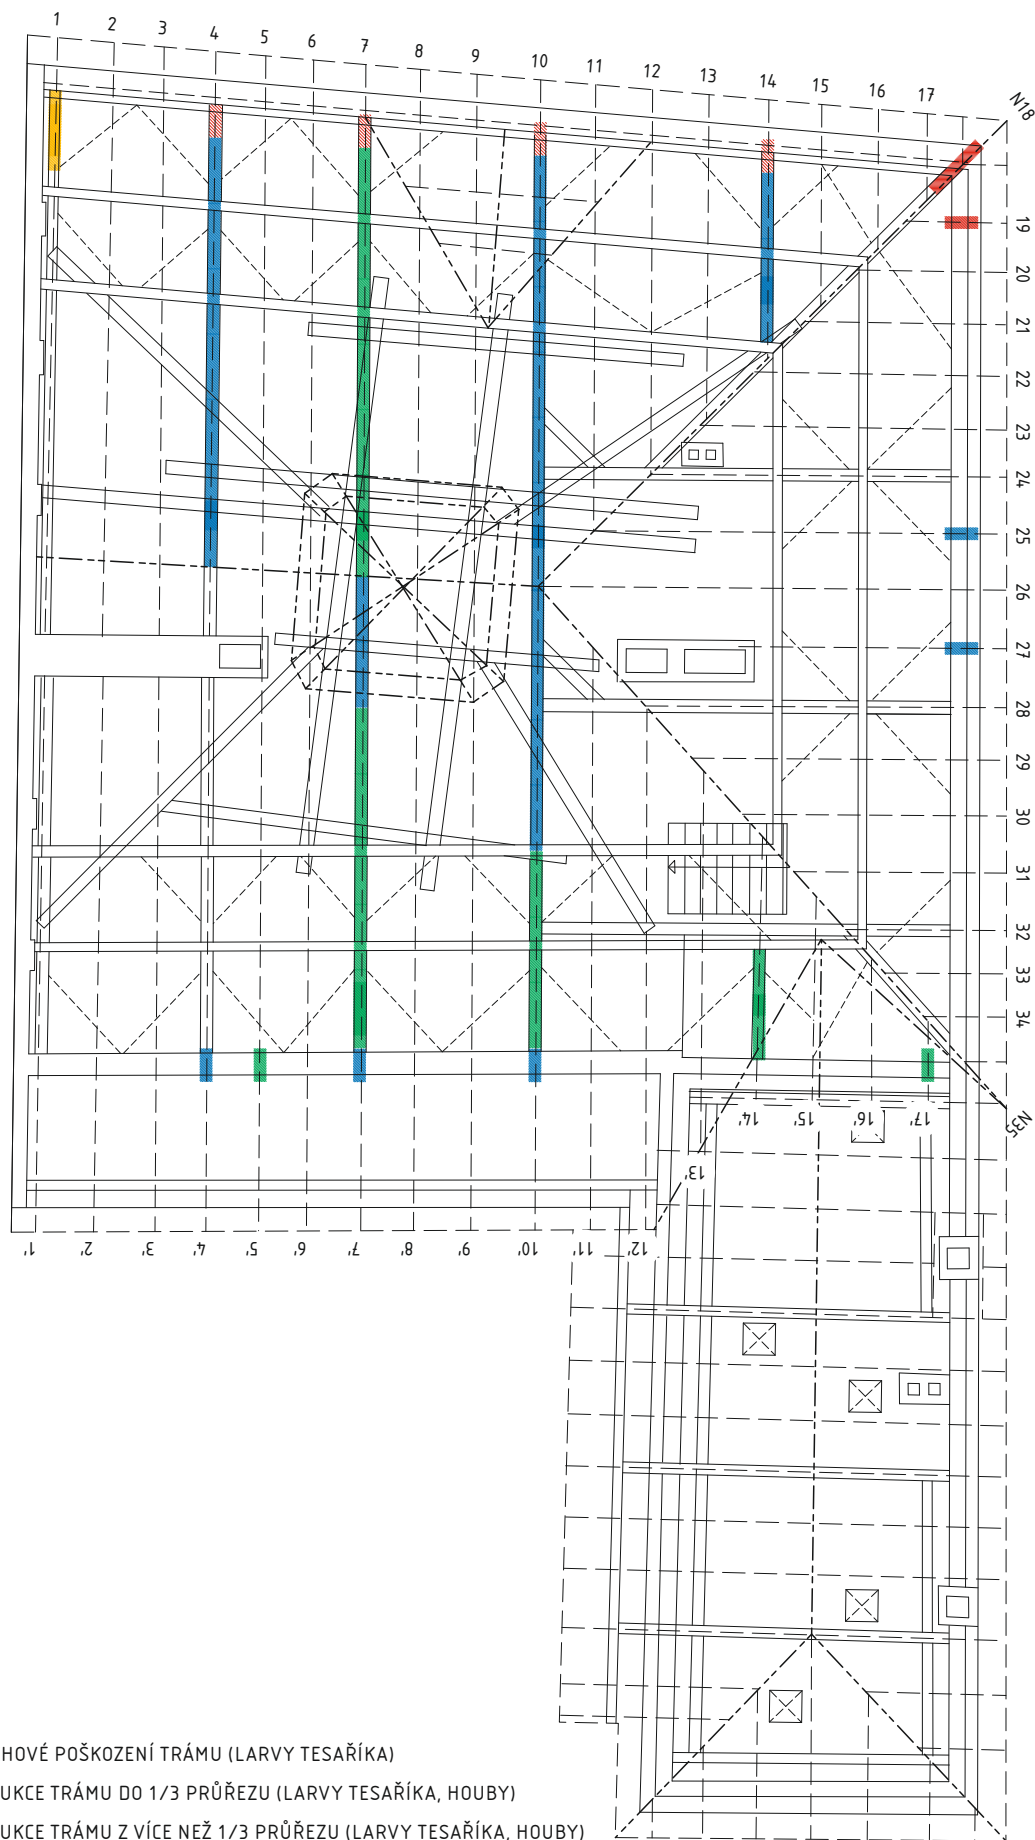 1 2 3 4 5 6 7 8 9 10 11 12 13 14 15 16 17 N18
19
20
21
22
23
24
25
26
27
28
29
30
31
32
33
34
N35
14' 15' 16' 17'
13'
1' 2' 3' 4' 5' 6' 7' 8' 9' 10' 11' 12'
HOVÉ POŠKOZENÍ TRÁMU (LARVY TESAŘÍKA)
UKCE TRÁMU DO 1/3 PRŮŘEZU (LARVY TESAŘÍKA, HOUBY)
UKCE TRÁMU Z VÍCE NEŽ 1/3 PRŮŘEZU (LARVY TESAŘÍKA, HOUBY)